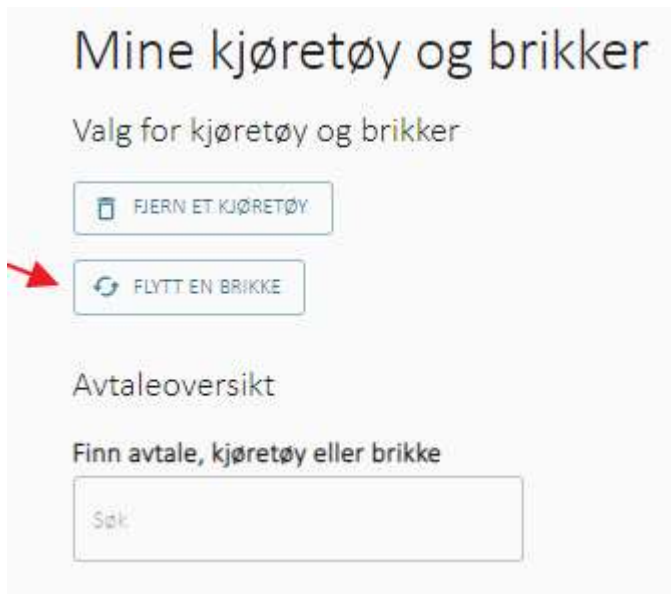 Mine kjøretøy og brikker
Valg for kjøretøy og brikker
FJERN ET KJØRETØY
FLYTT EN BRIKKE
Avtaleoversikt
Finn avtale, kjøretøy eller brikke
Søk